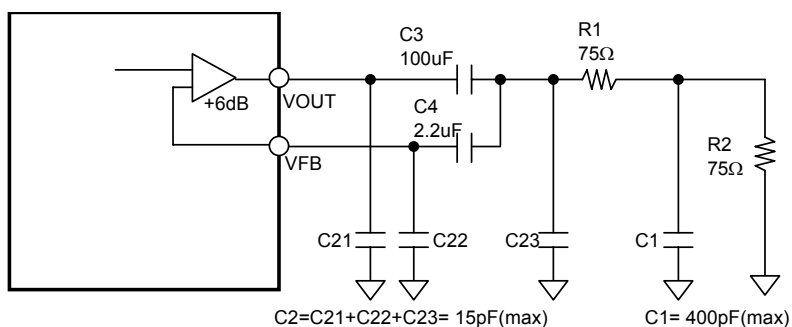 C3
100uF
R1
75Ω
VOUT
+6dB
C4
2.2uF
VFB
R2
75Ω
C21
C22
C23
C1
C2=C21+C22+C23= 15pF(max)
C1= 400pF(max)